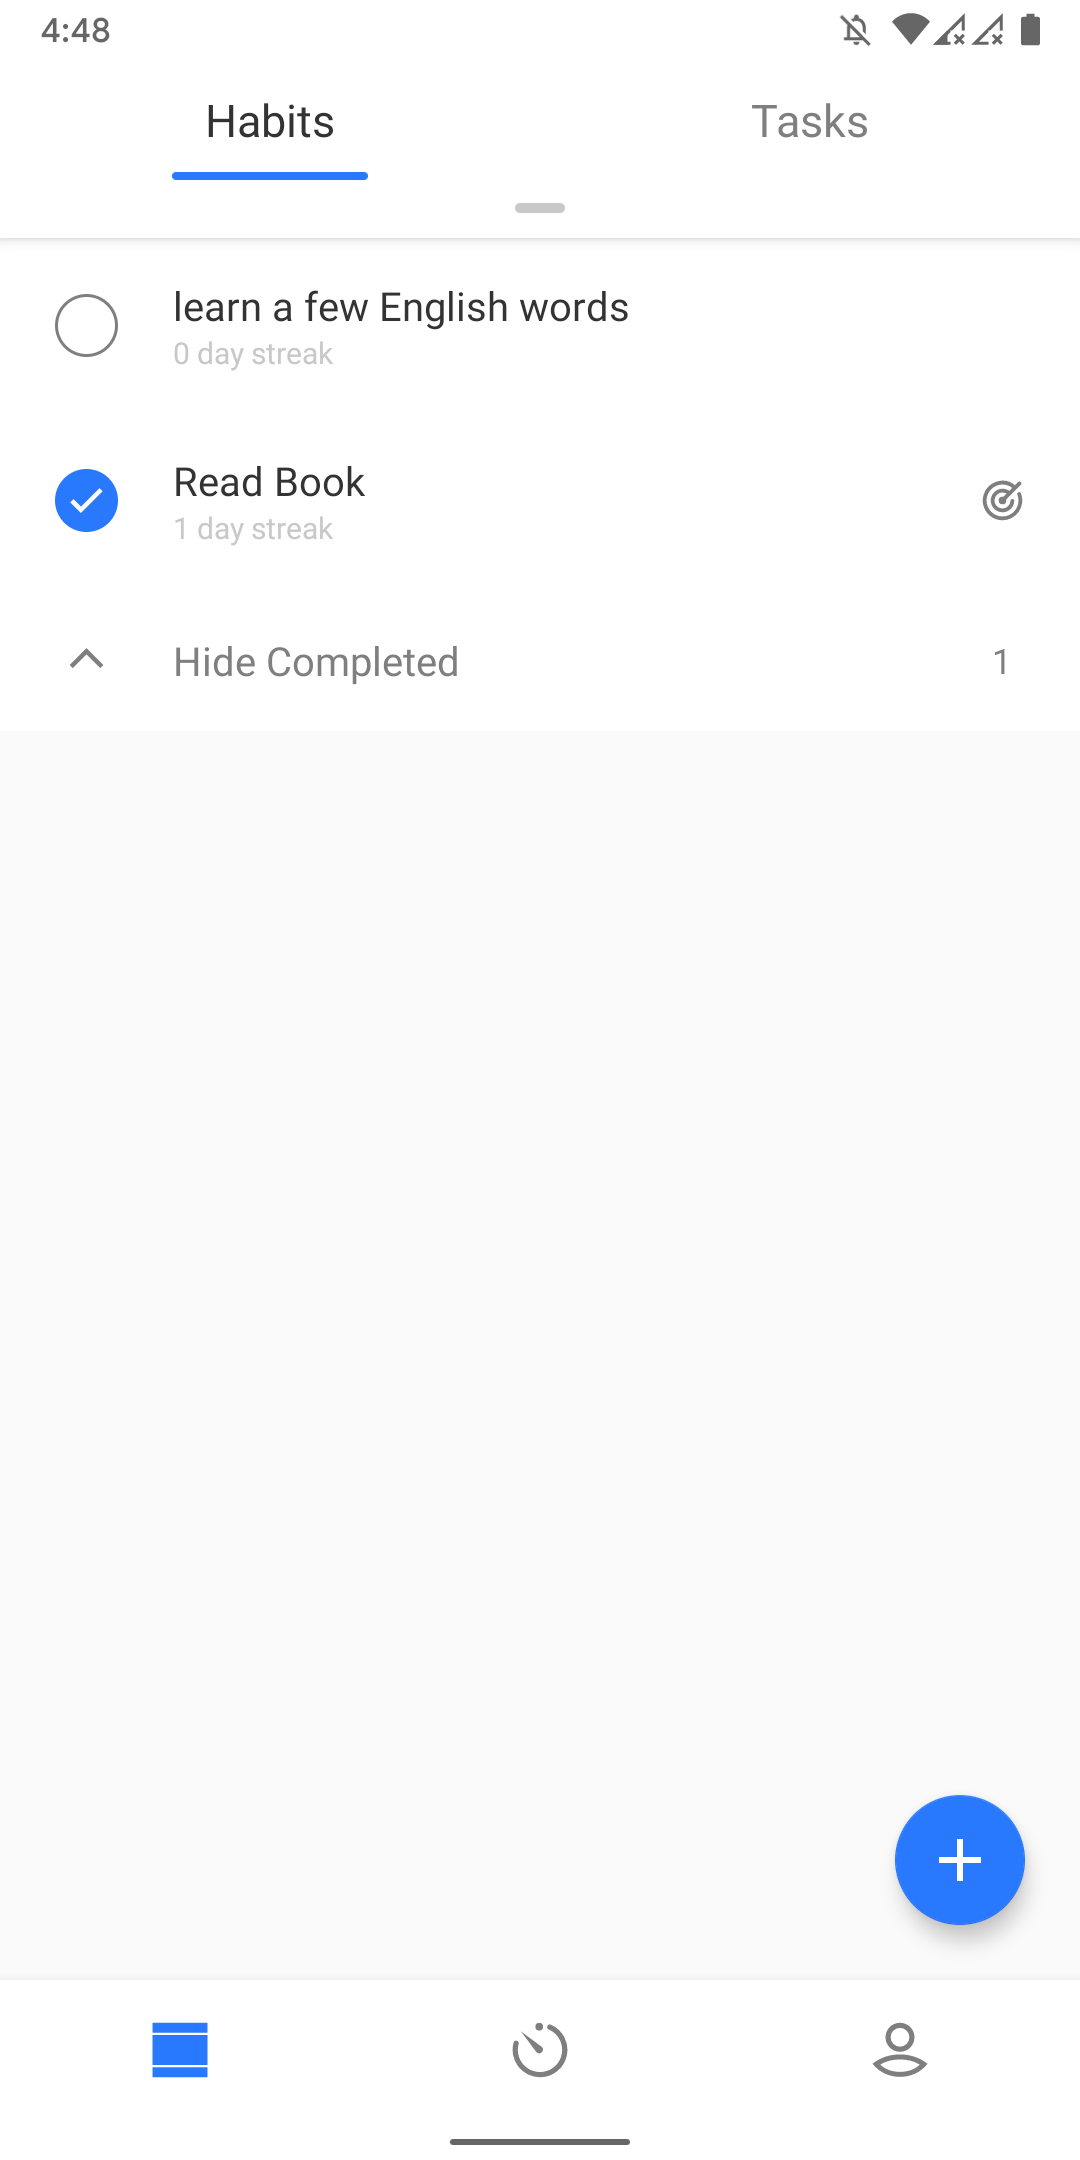 4:48
Habits
Tasks
learn a few English words
0 day streak
Read Book
1 day streak
Hide Completed
1